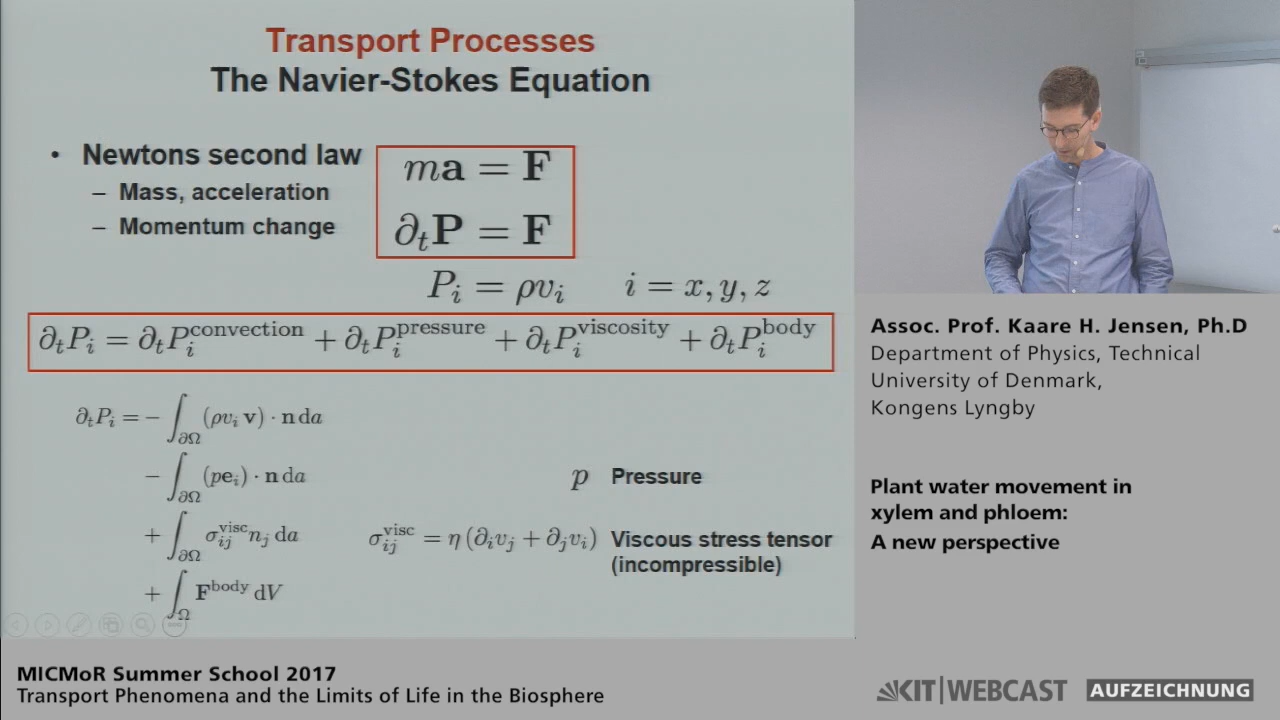 Transport Processes
The Navier-Stokes Equation
• Newtons second law
– Mass, acceleration
– Momentum change
ma = F
∂ₜP = F
Pᵢ = ρvᵢ i = x, y, z
∂ₜPᵢ = ∂ₜPᵢ^convection + ∂ₜPᵢ^pressure + ∂ₜPᵢ^viscosity + ∂ₜPᵢ^body
∂ₜPᵢ = − ∫_∂Ω (ρvᵢ v) · n da
− ∫_∂Ω (peᵢ) · n da p Pressure
+ ∫_∂Ω σᵢⱼ^visc nⱼ da σᵢⱼ^visc = η (∂ᵢvⱼ + ∂ⱼvᵢ) Viscous stress tensor
(incompressible)
+ ∫_Ω F^body dV
Assoc. Prof. Kaare H. Jensen, Ph.D
Department of Physics, Technical
University of Denmark,
Kongens Lyngby
Plant water movement in
xylem and phloem:
A new perspective
MICMoR Summer School 2017
Transport Phenomena and the Limits of Life in the Biosphere
KIT|WEBCAST AUFZEICHNUNG